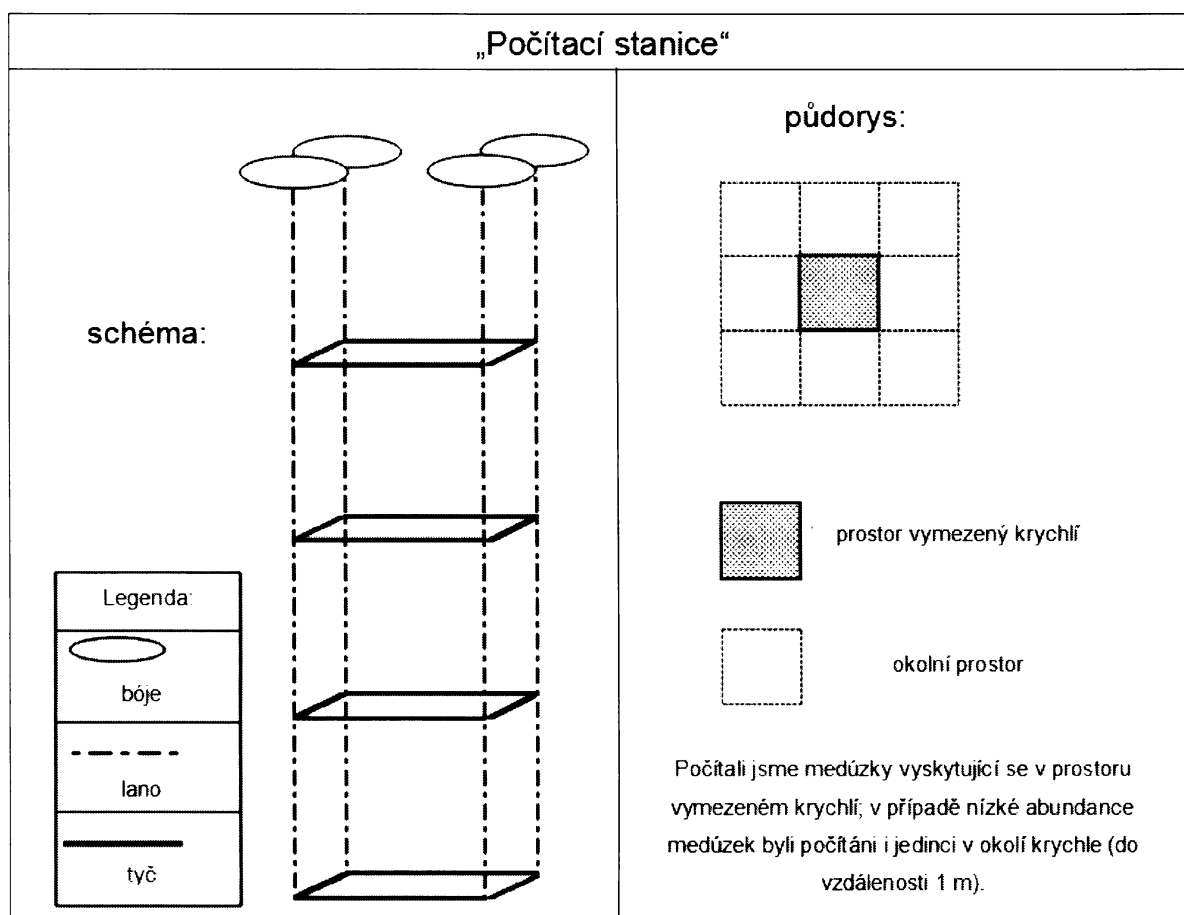 „Počítací stanice“
schéma:
Legenda:
bóje
lano
tyč
půdorys:
prostor vymezený krychlí
okolní prostor
Počítali jsme medúzky vyskytující se v prostoru
vymezeném krychlí; v případě nízké abundance
medúzek byli počítáni i jedinci v okolí krychle (do
vzdálenosti 1 m).